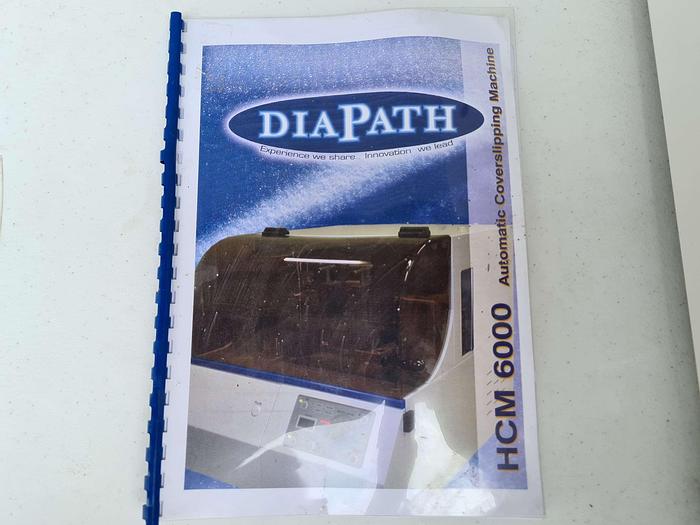 DIAPATH
Experience we share. Innovation we lead
HCM 6000 Automatic Coverslipping Machine